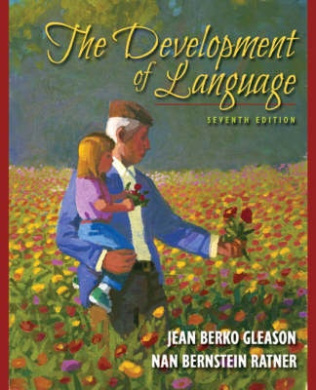 The Development
of Language
SEVENTH EDITION
JEAN BERKO GLEASON
NAN BERNSTEIN RATNER